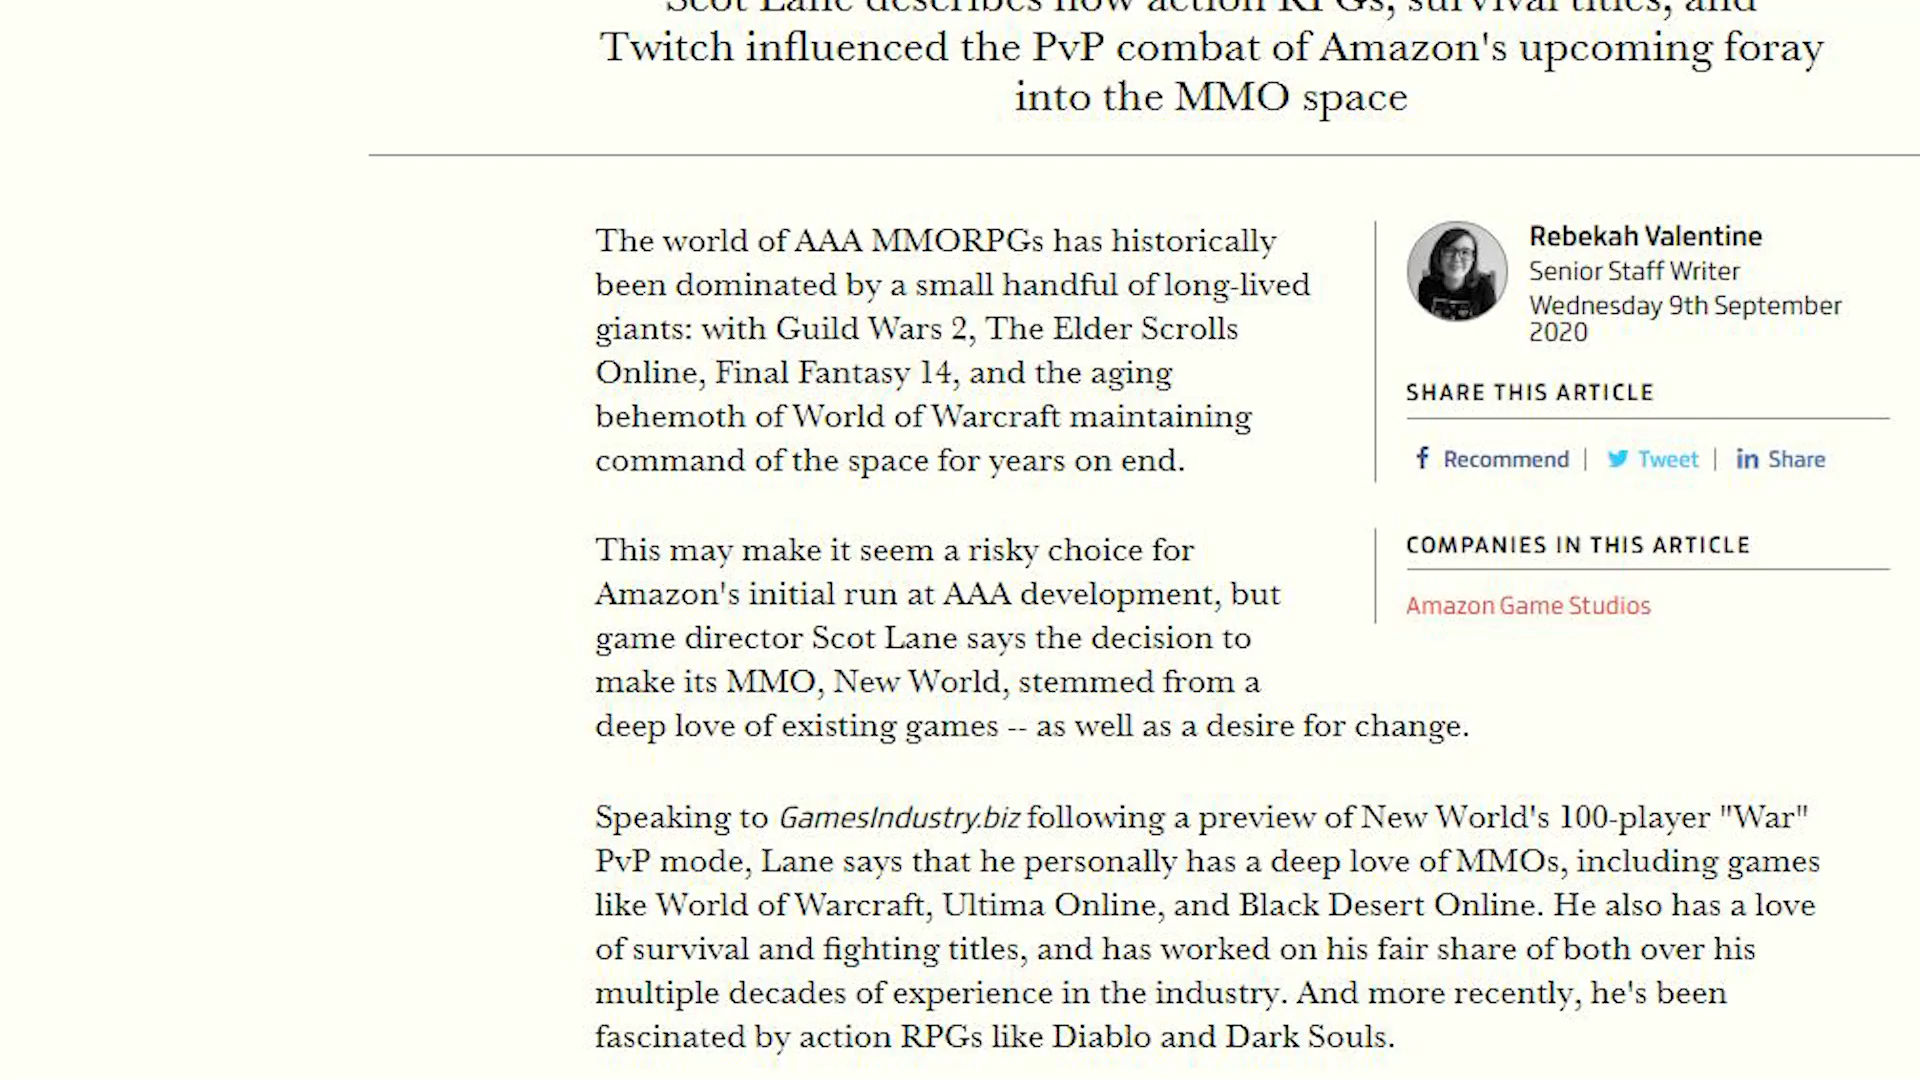 Scot Lane describes how action RPGs, survival titles, and
Twitch influenced the PvP combat of Amazon's upcoming foray
into the MMO space
The world of AAA MMORPGs has historically
been dominated by a small handful of long-lived
giants: with Guild Wars 2, The Elder Scrolls
Online, Final Fantasy 14, and the aging
behemoth of World of Warcraft maintaining
command of the space for years on end.
This may make it seem a risky choice for
Amazon's initial run at AAA development, but
game director Scot Lane says the decision to
make its MMO, New World, stemmed from a
deep love of existing games -- as well as a desire for change.
Speaking to GamesIndustry.biz following a preview of New World's 100-player "War"
PvP mode, Lane says that he personally has a deep love of MMOs, including games
like World of Warcraft, Ultima Online, and Black Desert Online. He also has a love
of survival and fighting titles, and has worked on his fair share of both over his
multiple decades of experience in the industry. And more recently, he's been
fascinated by action RPGs like Diablo and Dark Souls.
Rebekah Valentine
Senior Staff Writer
Wednesday 9th September
2020
SHARE THIS ARTICLE
f Recommend | Tweet | in Share
COMPANIES IN THIS ARTICLE
Amazon Game Studios